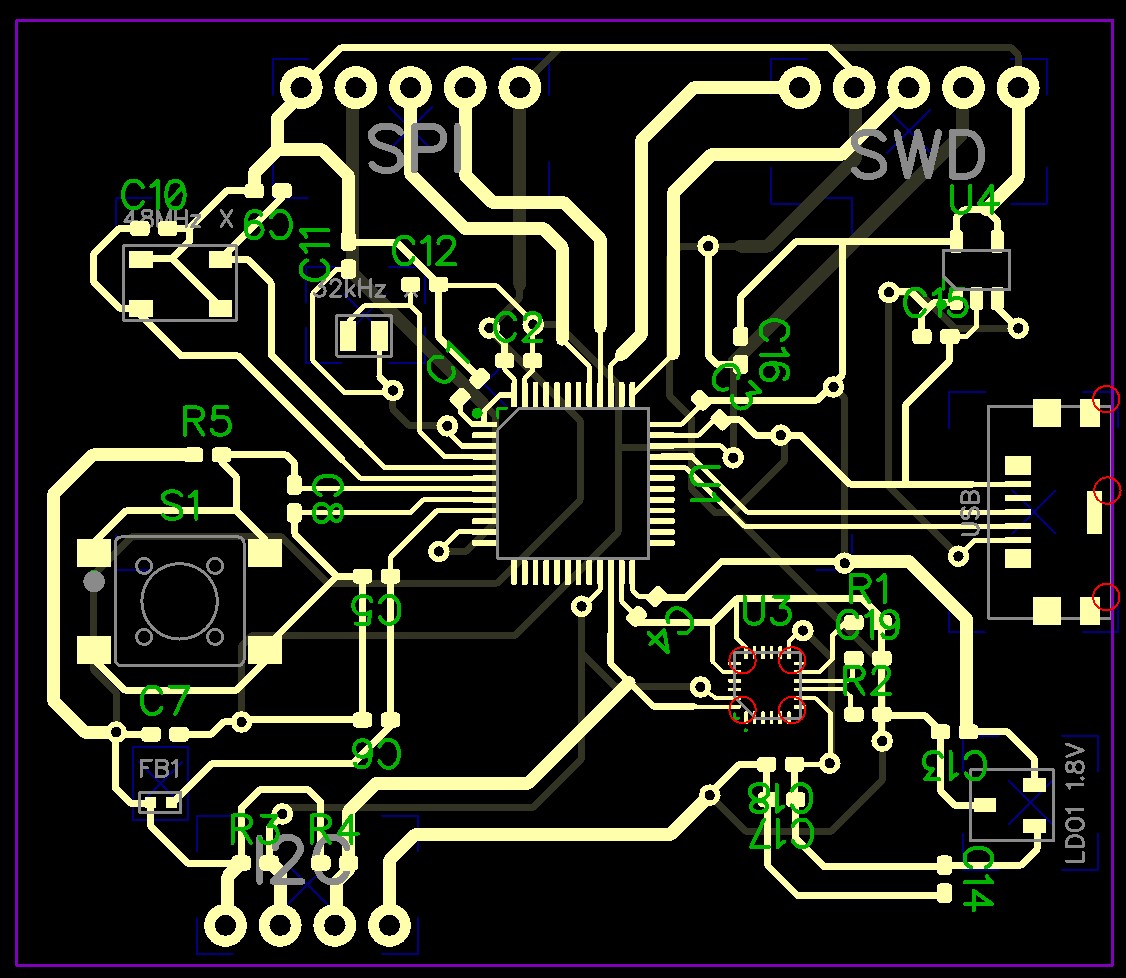 SPI
SWD
C10
48MHz X
C9
U4
C11
C12
32kHz X
C15
C2
C16
C1
C3
R5
U1
S1
C8
USB
R1
C5
U3
C19
C4
R2
C7
C6
C13
FB1
LDO1 1.8V
C18
R3
R4
C17
I2C
C14